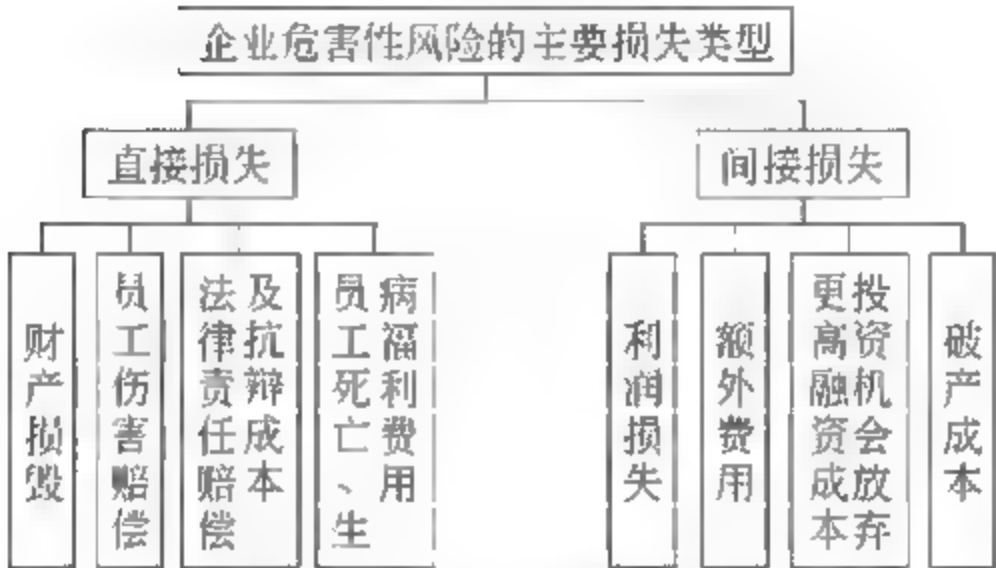 企业危害性风险的主要损失类型
直接损失
间接损失
财产损毁
员工伤害赔偿
法律责任赔偿
及抗辩成本
员工死亡、生
病福利费用
利润损失
额外费用
更高融资成本
投资机会放弃
破产成本